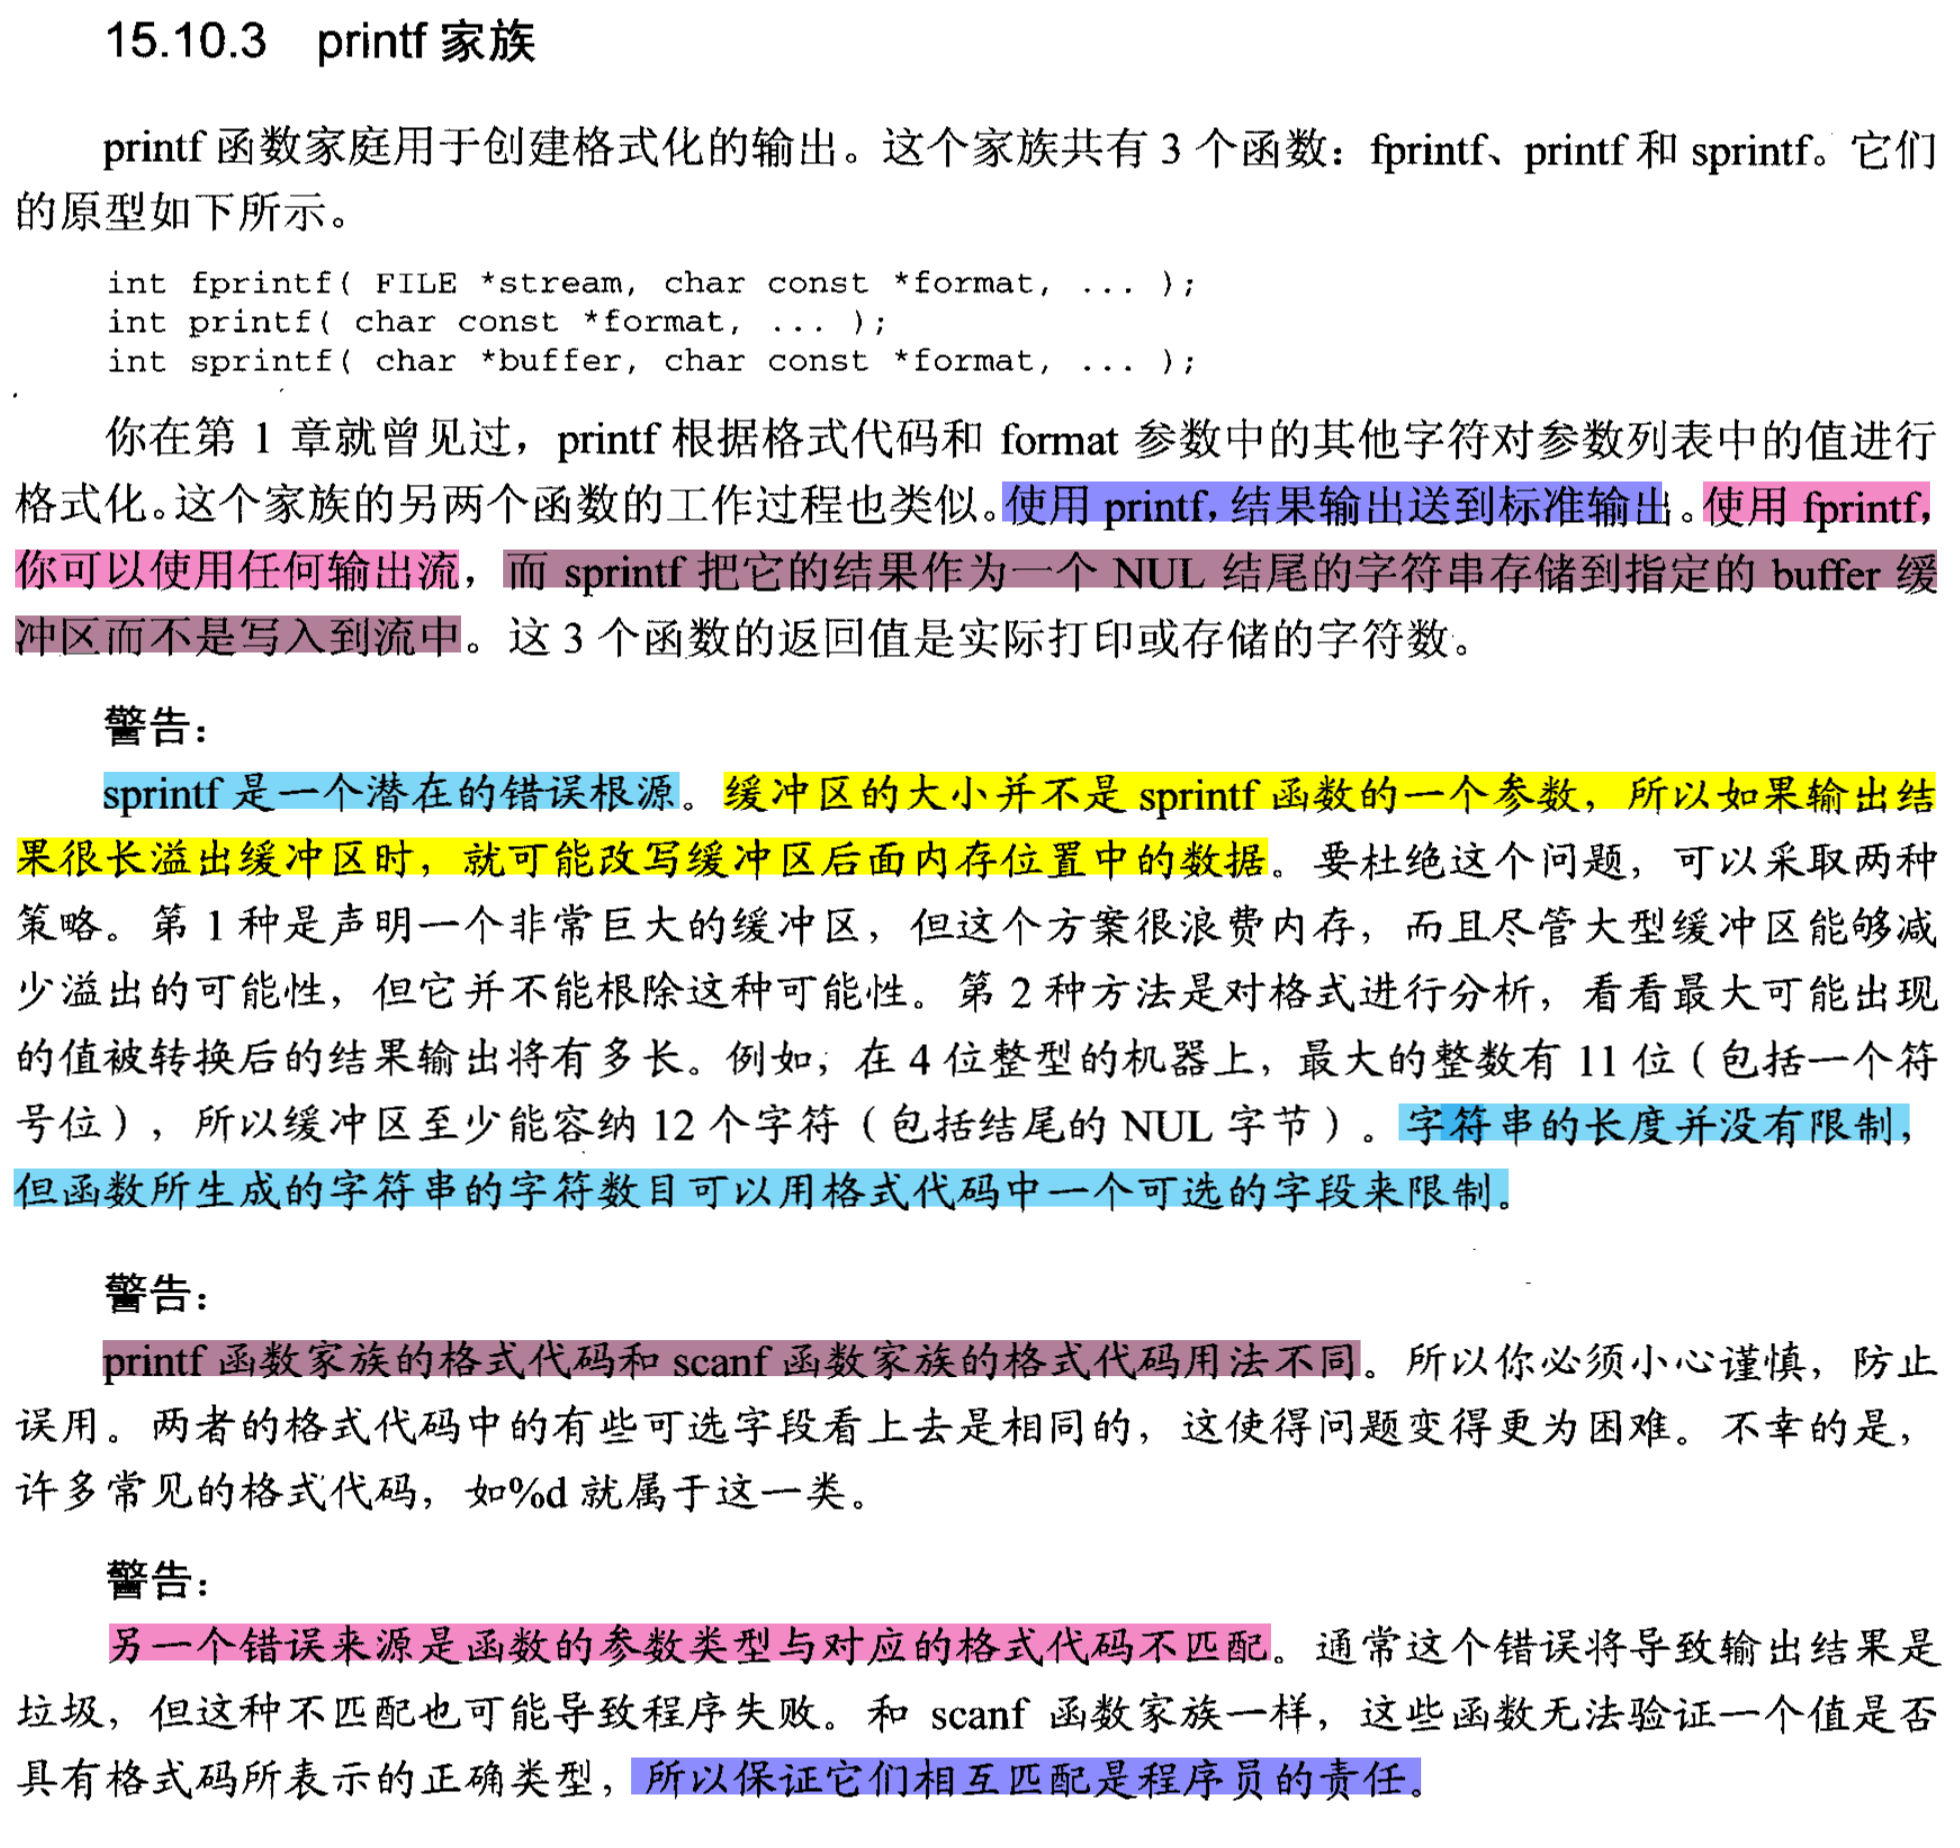 15.10.3 printf 家族
printf 函数家庭用于创建格式化的输出。这个家族共有 3 个函数：fprintf、printf 和 sprintf。它们
的原型如下所示。
int fprintf( FILE *stream, char const *format, ... );
int printf( char const *format, ... );
int sprintf( char *buffer, char const *format, ... );
你在第 1 章就曾见过，printf 根据格式代码和 format 参数中的其他字符对参数列表中的值进行
格式化。这个家族的另两个函数的工作过程也类似。使用 printf，结果输出送到标准输出。使用 fprintf，
你可以使用任何输出流，而 sprintf 把它的结果作为一个 NUL 结尾的字符串存储到指定的 buffer 缓
冲区而不是写入到流中。这 3 个函数的返回值是实际打印或存储的字符数。
警告：
sprintf 是一个潜在的错误根源。缓冲区的大小并不是 sprintf 函数的一个参数，所以如果输出结
果很长溢出缓冲区时，就可能改写缓冲区后面内存位置中的数据。要杜绝这个问题，可以采取两种
策略。第 1 种是声明一个非常巨大的缓冲区，但这个方案很浪费内存，而且尽管大型缓冲区能够减
少溢出的可能性，但它并不能根除这种可能性。第 2 种方法是对格式进行分析，看看最大可能出现
的值被转换后的结果输出将有多长。例如，在 4 位整型的机器上，最大的整数有 11 位（包括一个符
号位），所以缓冲区至少能容纳 12 个字符（包括结尾的 NUL 字节）。字符串的长度并没有限制，
但函数所生成的字符串的字符数目可以用格式代码中一个可选的字段来限制。
警告：
printf 函数家族的格式代码和 scanf 函数家族的格式代码用法不同。所以你必须小心谨慎，防止
误用。两者的格式代码中的有些可选字段看上去是相同的，这使得问题变得更为困难。不幸的是，
许多常见的格式代码，如%d 就属于这一类。
警告：
另一个错误来源是函数的参数类型与对应的格式代码不匹配。通常这个错误将导致输出结果是
垃圾，但这种不匹配也可能导致程序失败。和 scanf 函数家族一样，这些函数无法验证一个值是否
具有格式码所表示的正确类型，所以保证它们相互匹配是程序员的责任。